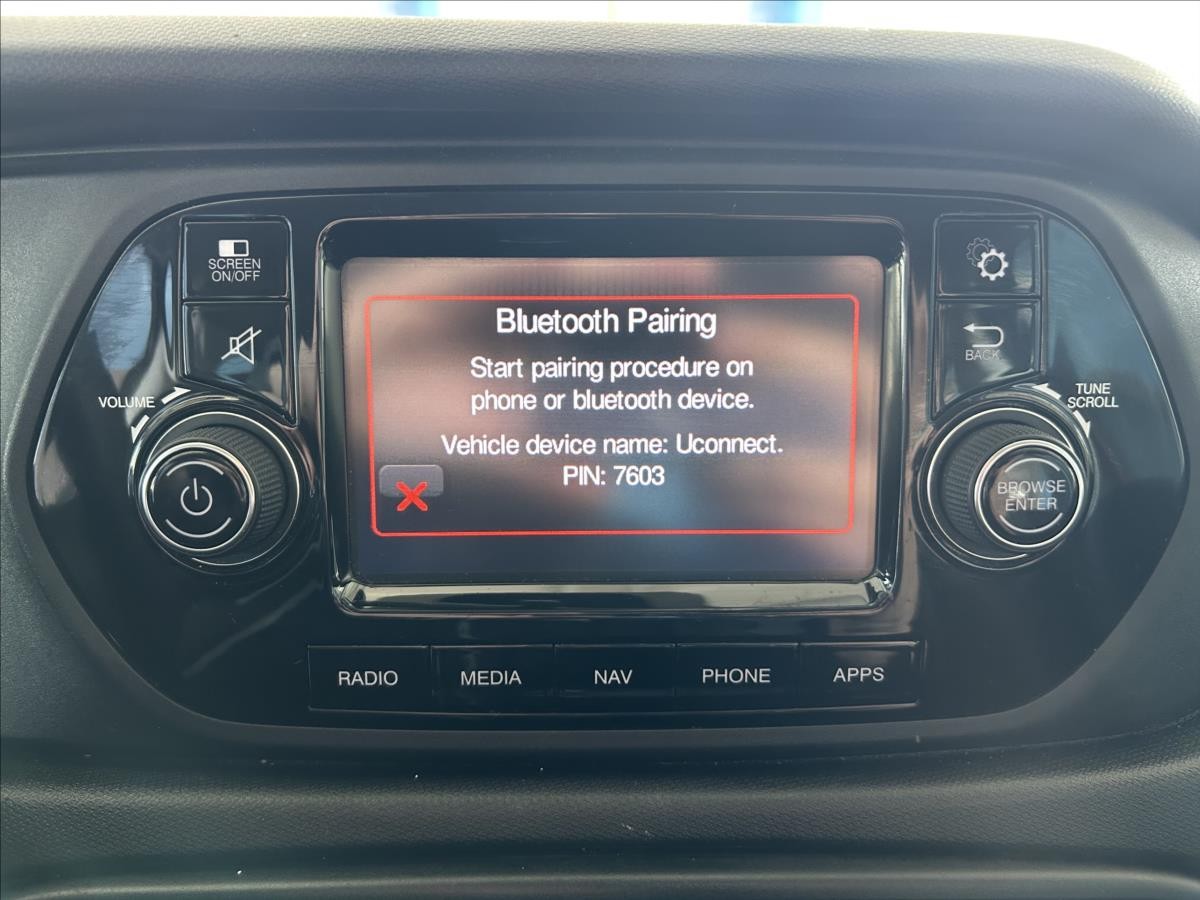 SCREEN
ON/OFF
VOLUME
Bluetooth Pairing
Start pairing procedure on
phone or bluetooth device.
Vehicle device name: Uconnect.
PIN: 7603
BACK
TUNE
SCROLL
BROWSE
ENTER
RADIO
MEDIA
NAV
PHONE
APPS